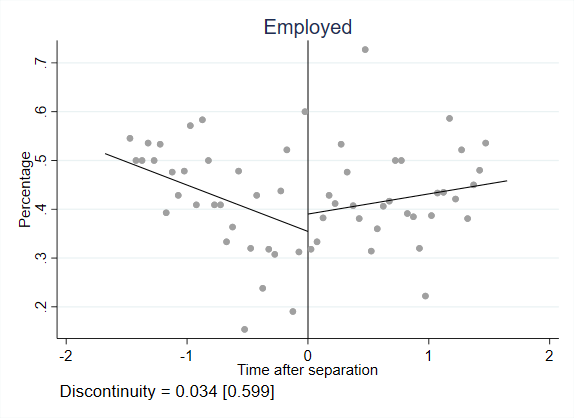 Employed
Percentage
.7
.6
.5
.4
.3
.2
-2 -1 0 1 2
Time after separation
Discontinuity = 0.034 [0.599]